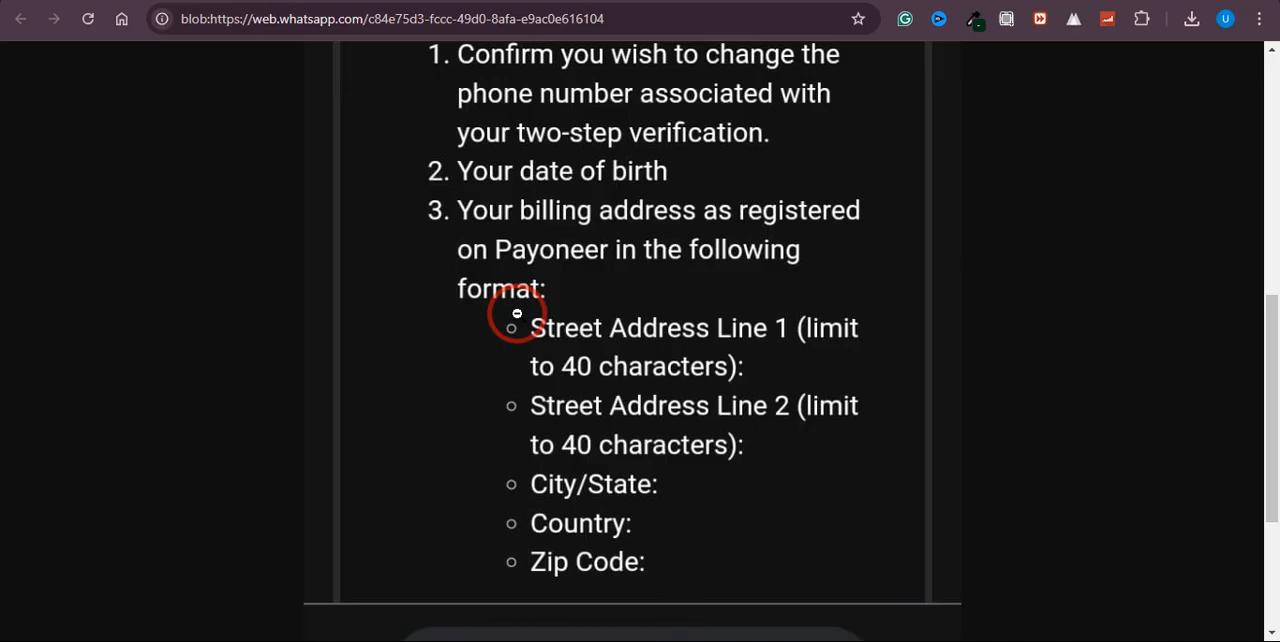 blob:https://web.whatsapp.com/c84e75d3-fccc-49d0-8afa-e9ac0e616104
U
1. Confirm you wish to change the
phone number associated with
your two-step verification.
2. Your date of birth
3. Your billing address as registered
on Payoneer in the following
format:
○ Street Address Line 1 (limit
to 40 characters):
○ Street Address Line 2 (limit
to 40 characters):
○ City/State:
○ Country:
○ Zip Code: